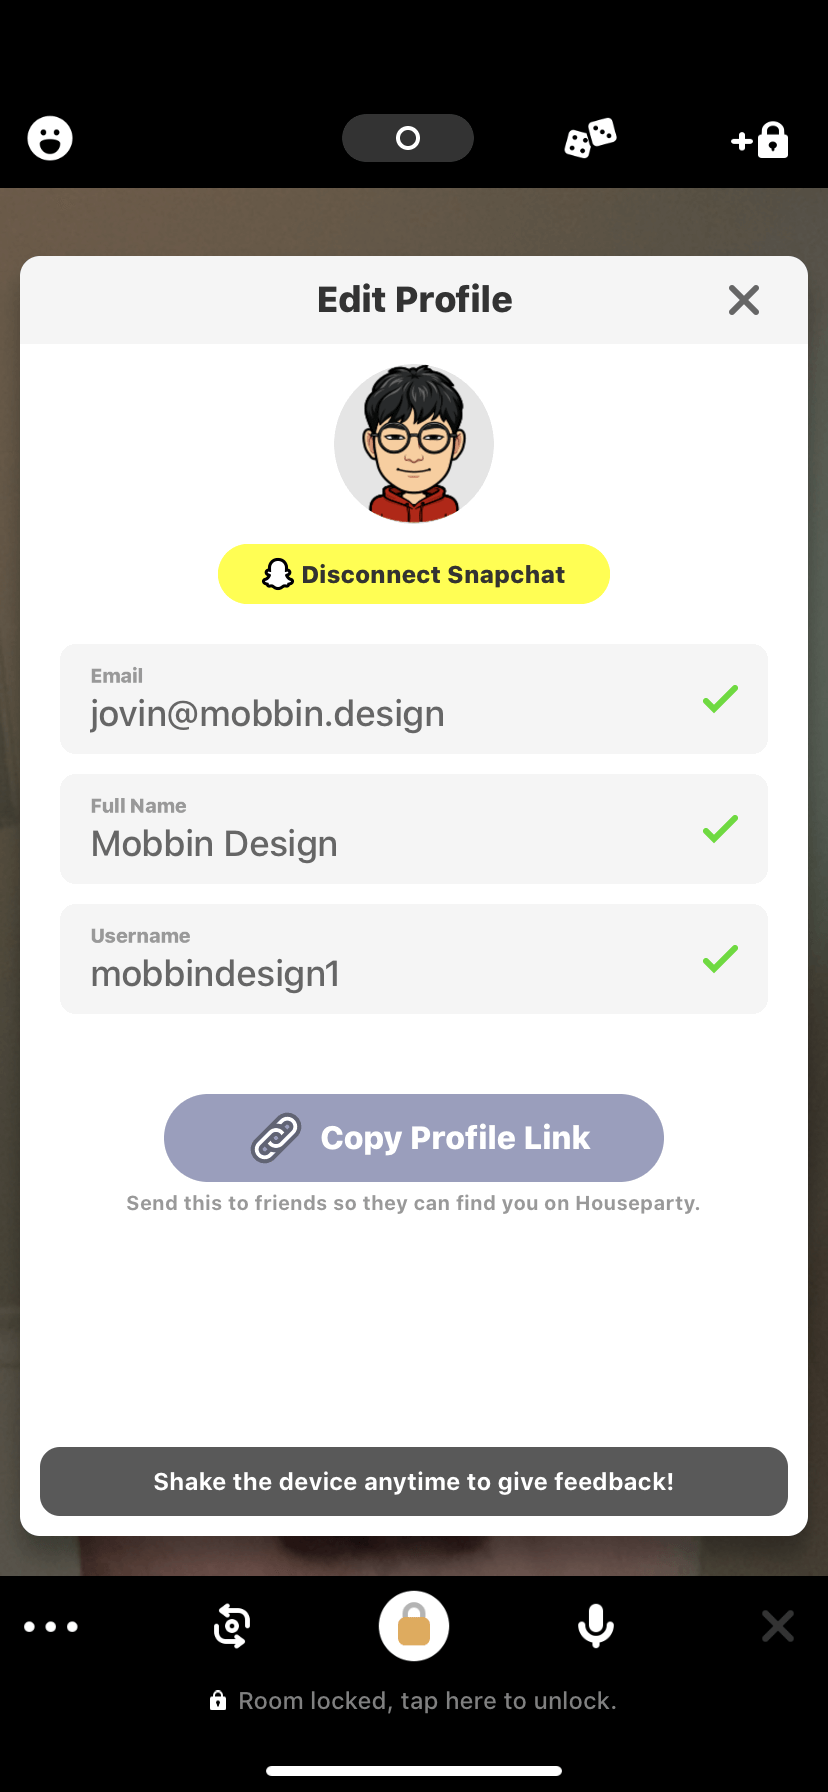 Edit Profile
Disconnect Snapchat
Email
jovin@mobbin.design
Full Name
Mobbin Design
Username
mobbindesign1
Copy Profile Link
Send this to friends so they can find you on Houseparty.
Shake the device anytime to give feedback!
Room locked, tap here to unlock.